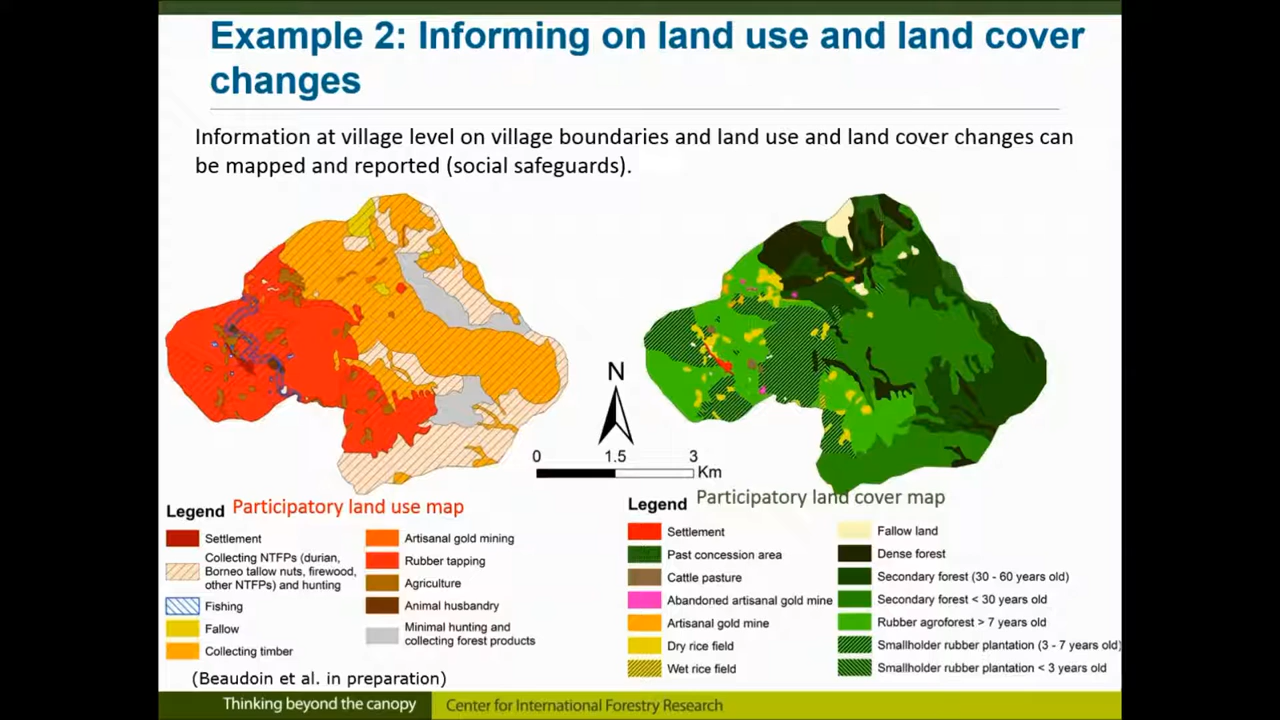 Example 2: Informing on land use and land cover
changes
Information at village level on village boundaries and land use and land cover changes can
be mapped and reported (social safeguards).
N
0 1.5 3
Km
Legend Participatory land use map
Settlement
Collecting NTFPs (durian,
Borneo tallow nuts, firewood,
other NTFPs) and hunting
Fishing
Fallow
Collecting timber
Artisanal gold mining
Rubber tapping
Agriculture
Animal husbandry
Minimal hunting and
collecting forest products
Legend Participatory land cover map
Settlement
Past concession area
Cattle pasture
Abandoned artisanal gold mine
Artisanal gold mine
Dry rice field
Wet rice field
Fallow land
Dense forest
Secondary forest (30 - 60 years old)
Secondary forest < 30 years old
Rubber agroforest > 7 years old
Smallholder rubber plantation (3 - 7 years old)
Smallholder rubber plantation < 3 years old
(Beaudoin et al. in preparation)
Thinking beyond the canopy
Center for International Forestry Research